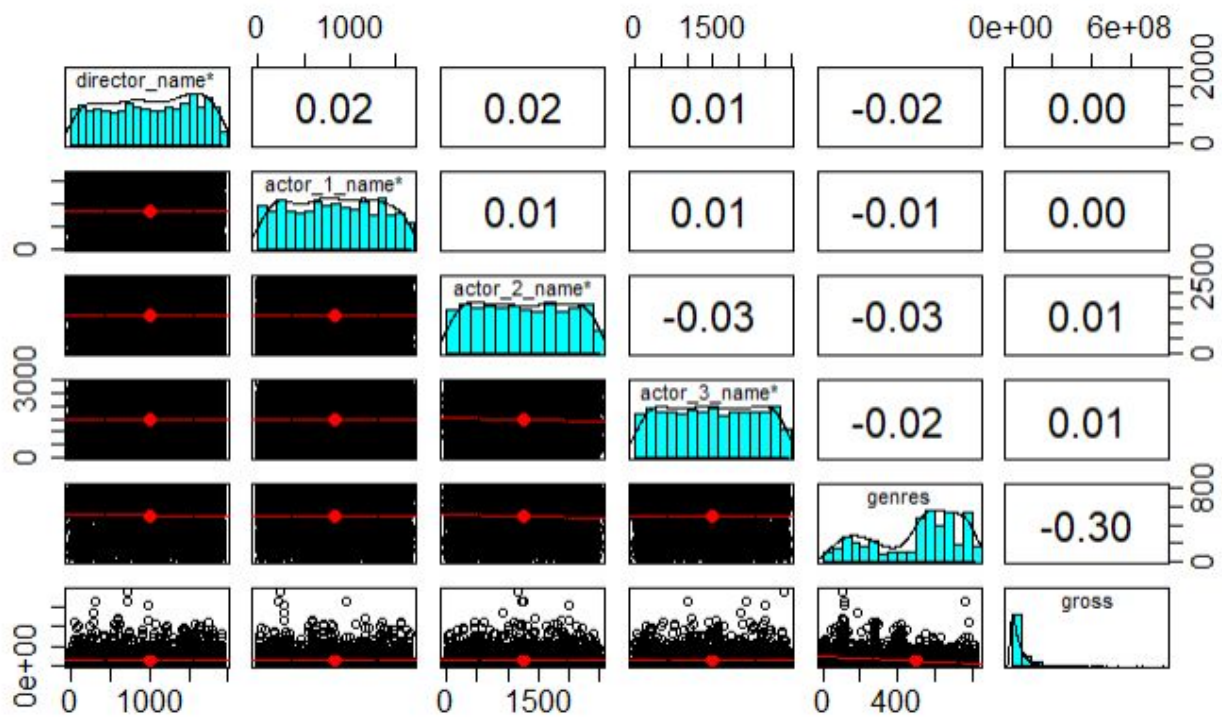 0 1000 0 1500 0e+00 6e+08
director_name* 0.02 0.02 0.01 -0.02 0.00 0 2000
0 actor_1_name* 0.01 0.01 -0.01 0.00
actor_2_name* -0.03 -0.03 0.01 0 2500
0 3000 actor_3_name* -0.02 0.01
genres -0.30 0 800
0e+00 gross
0 1000 0 1500 0 400